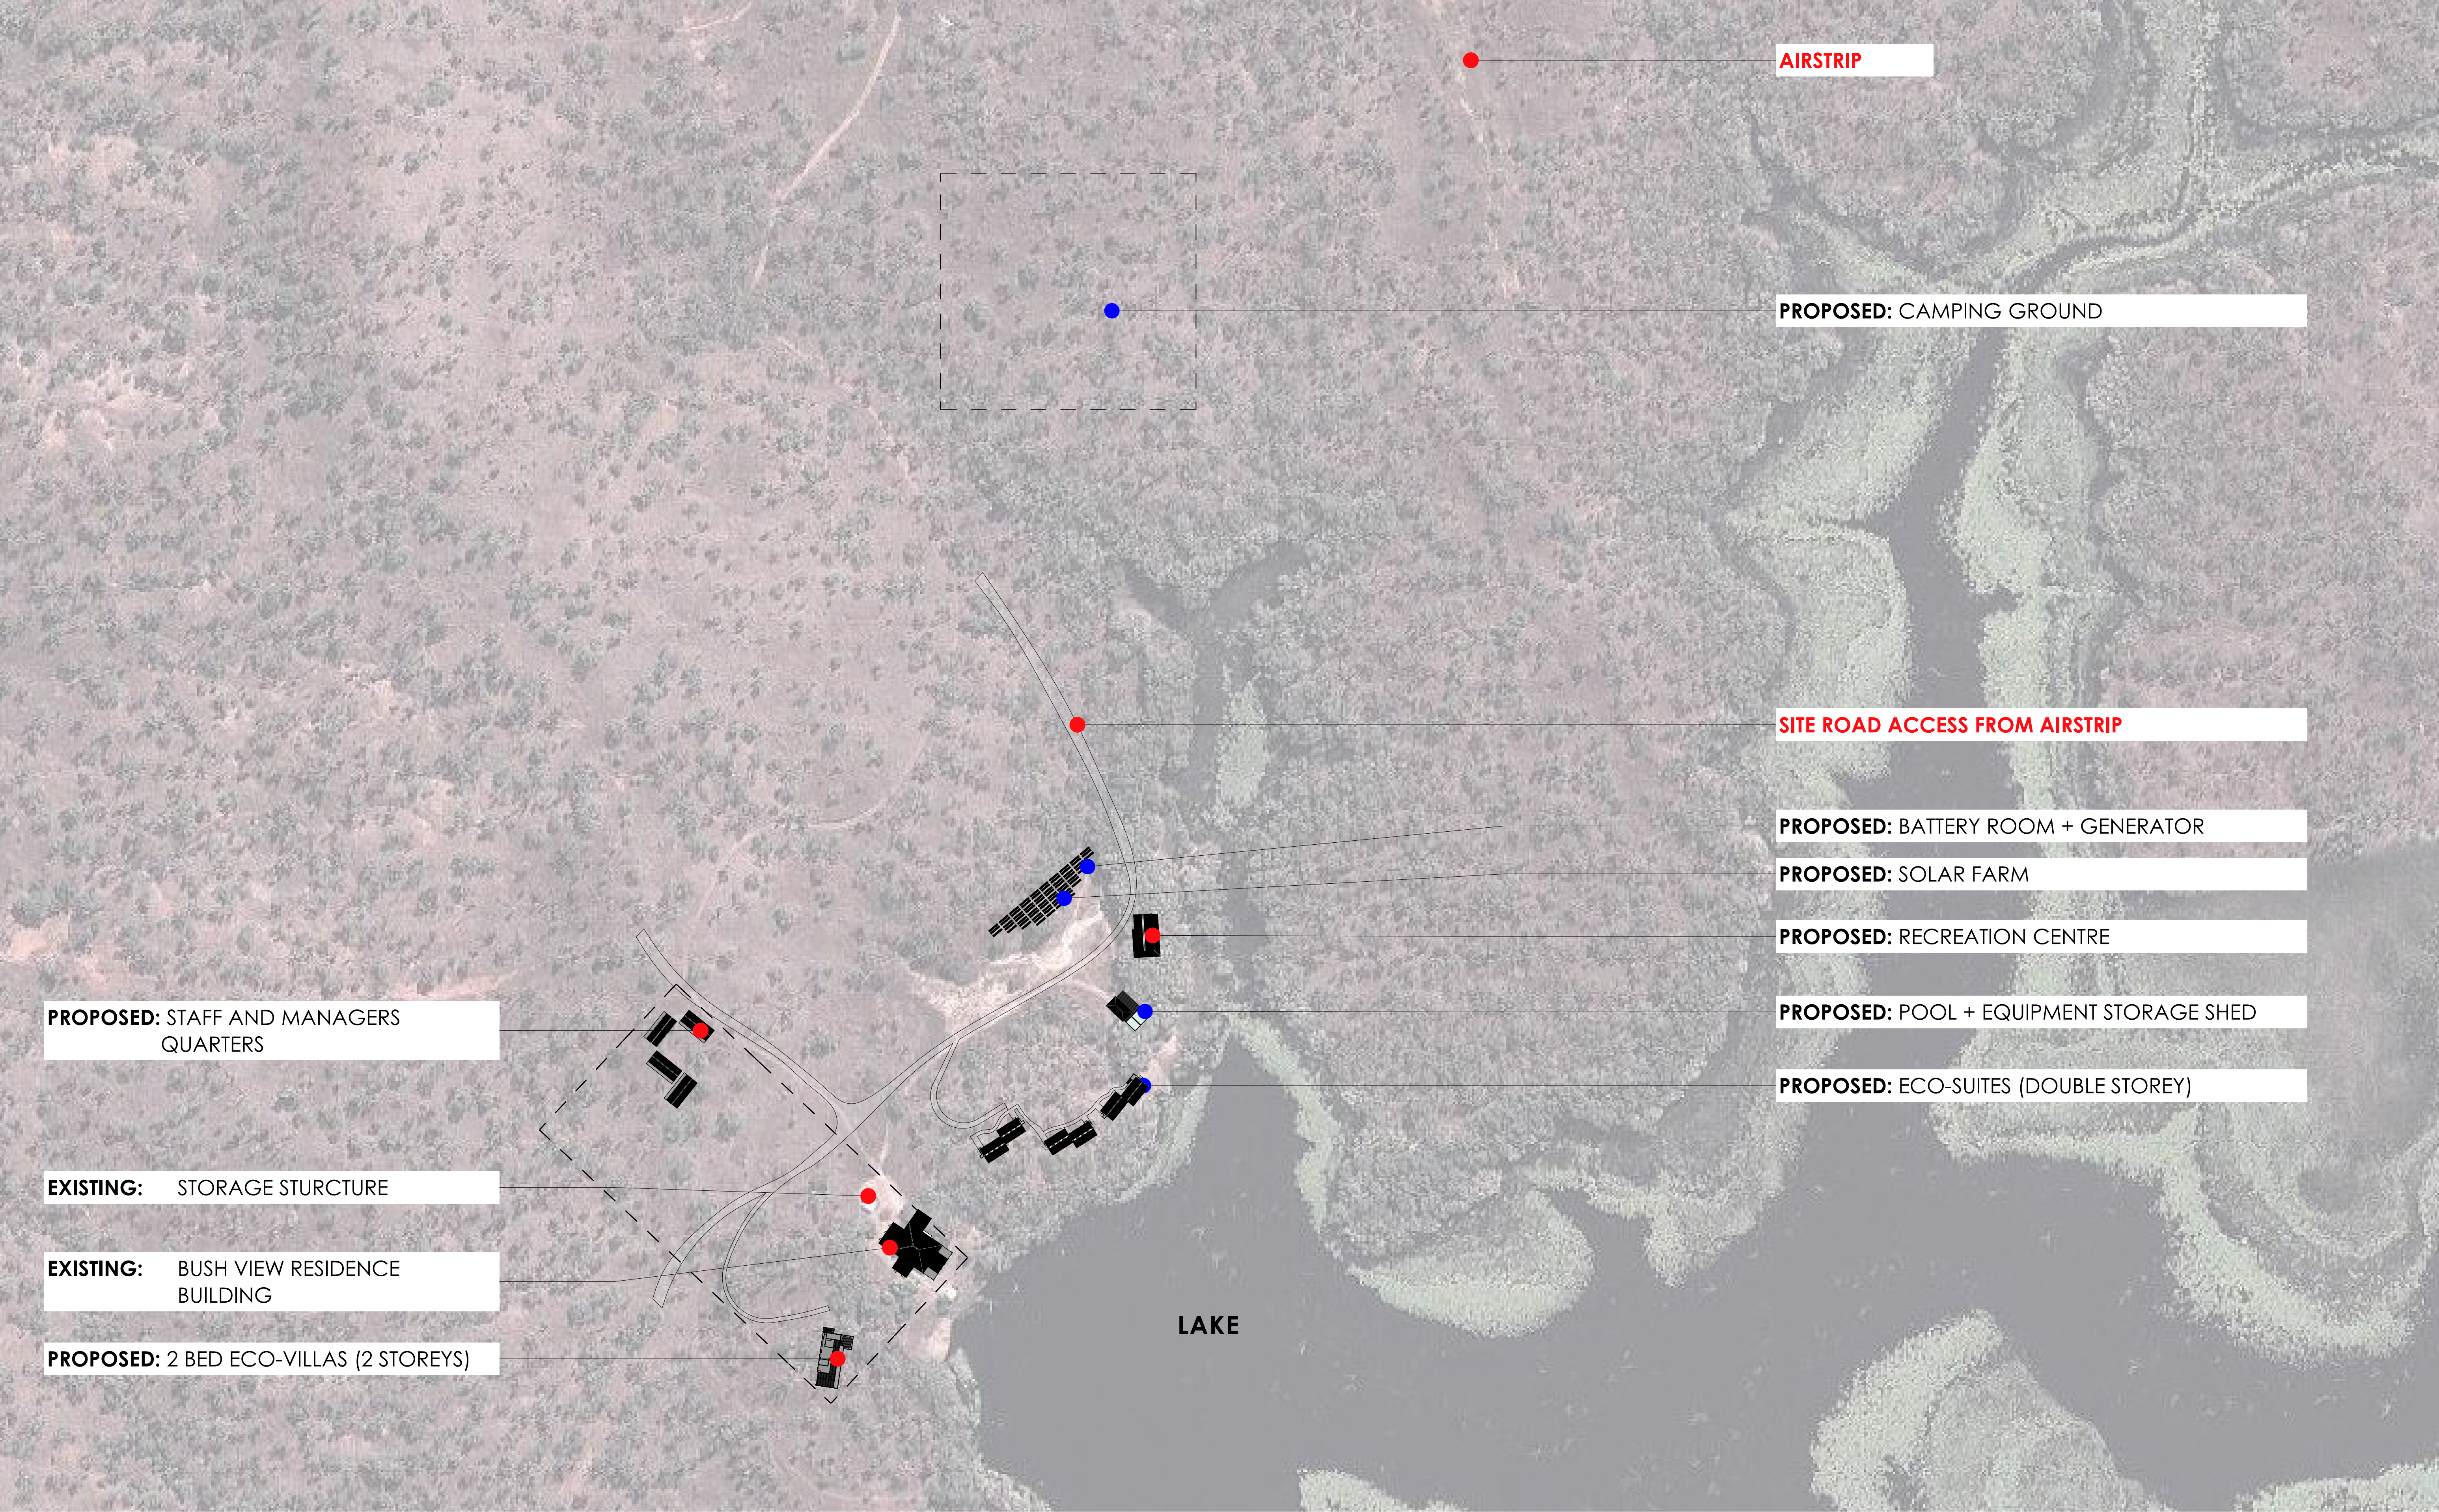 AIRSTRIP
PROPOSED: CAMPING GROUND
SITE ROAD ACCESS FROM AIRSTRIP
PROPOSED: BATTERY ROOM + GENERATOR
PROPOSED: SOLAR FARM
PROPOSED: RECREATION CENTRE
PROPOSED: POOL + EQUIPMENT STORAGE SHED
PROPOSED: ECO-SUITES (DOUBLE STOREY)
PROPOSED: STAFF AND MANAGERS
QUARTERS
EXISTING: STORAGE STURCTURE
EXISTING: BUSH VIEW RESIDENCE
BUILDING
PROPOSED: 2 BED ECO-VILLAS (2 STOREYS)
LAKE